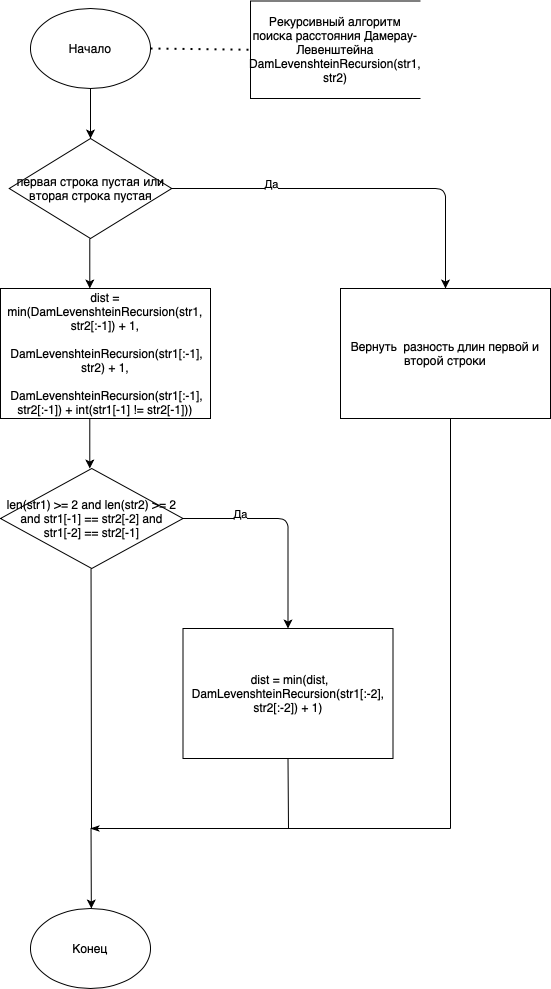 Начало
Рекурсивный алгоритм
поиска расстояния Дамерау-
Левенштейна
DamLevenshteinRecursion(str1,
str2)
первая строка пустая или
вторая строка пустая
Да
dist =
min(DamLevenshteinRecursion(str1,
str2[:-1]) + 1,
DamLevenshteinRecursion(str1[:-1],
str2) + 1,
DamLevenshteinRecursion(str1[:-1],
str2[:-1]) + int(str1[-1] != str2[-1]))
Вернуть разность длин первой и
второй строки
len(str1) >= 2 and len(str2) >= 2
and str1[-1] == str2[-2] and
str1[-2] == str2[-1]
Да
dist = min(dist,
DamLevenshteinRecursion(str1[:-2],
str2[:-2]) + 1)
Конец